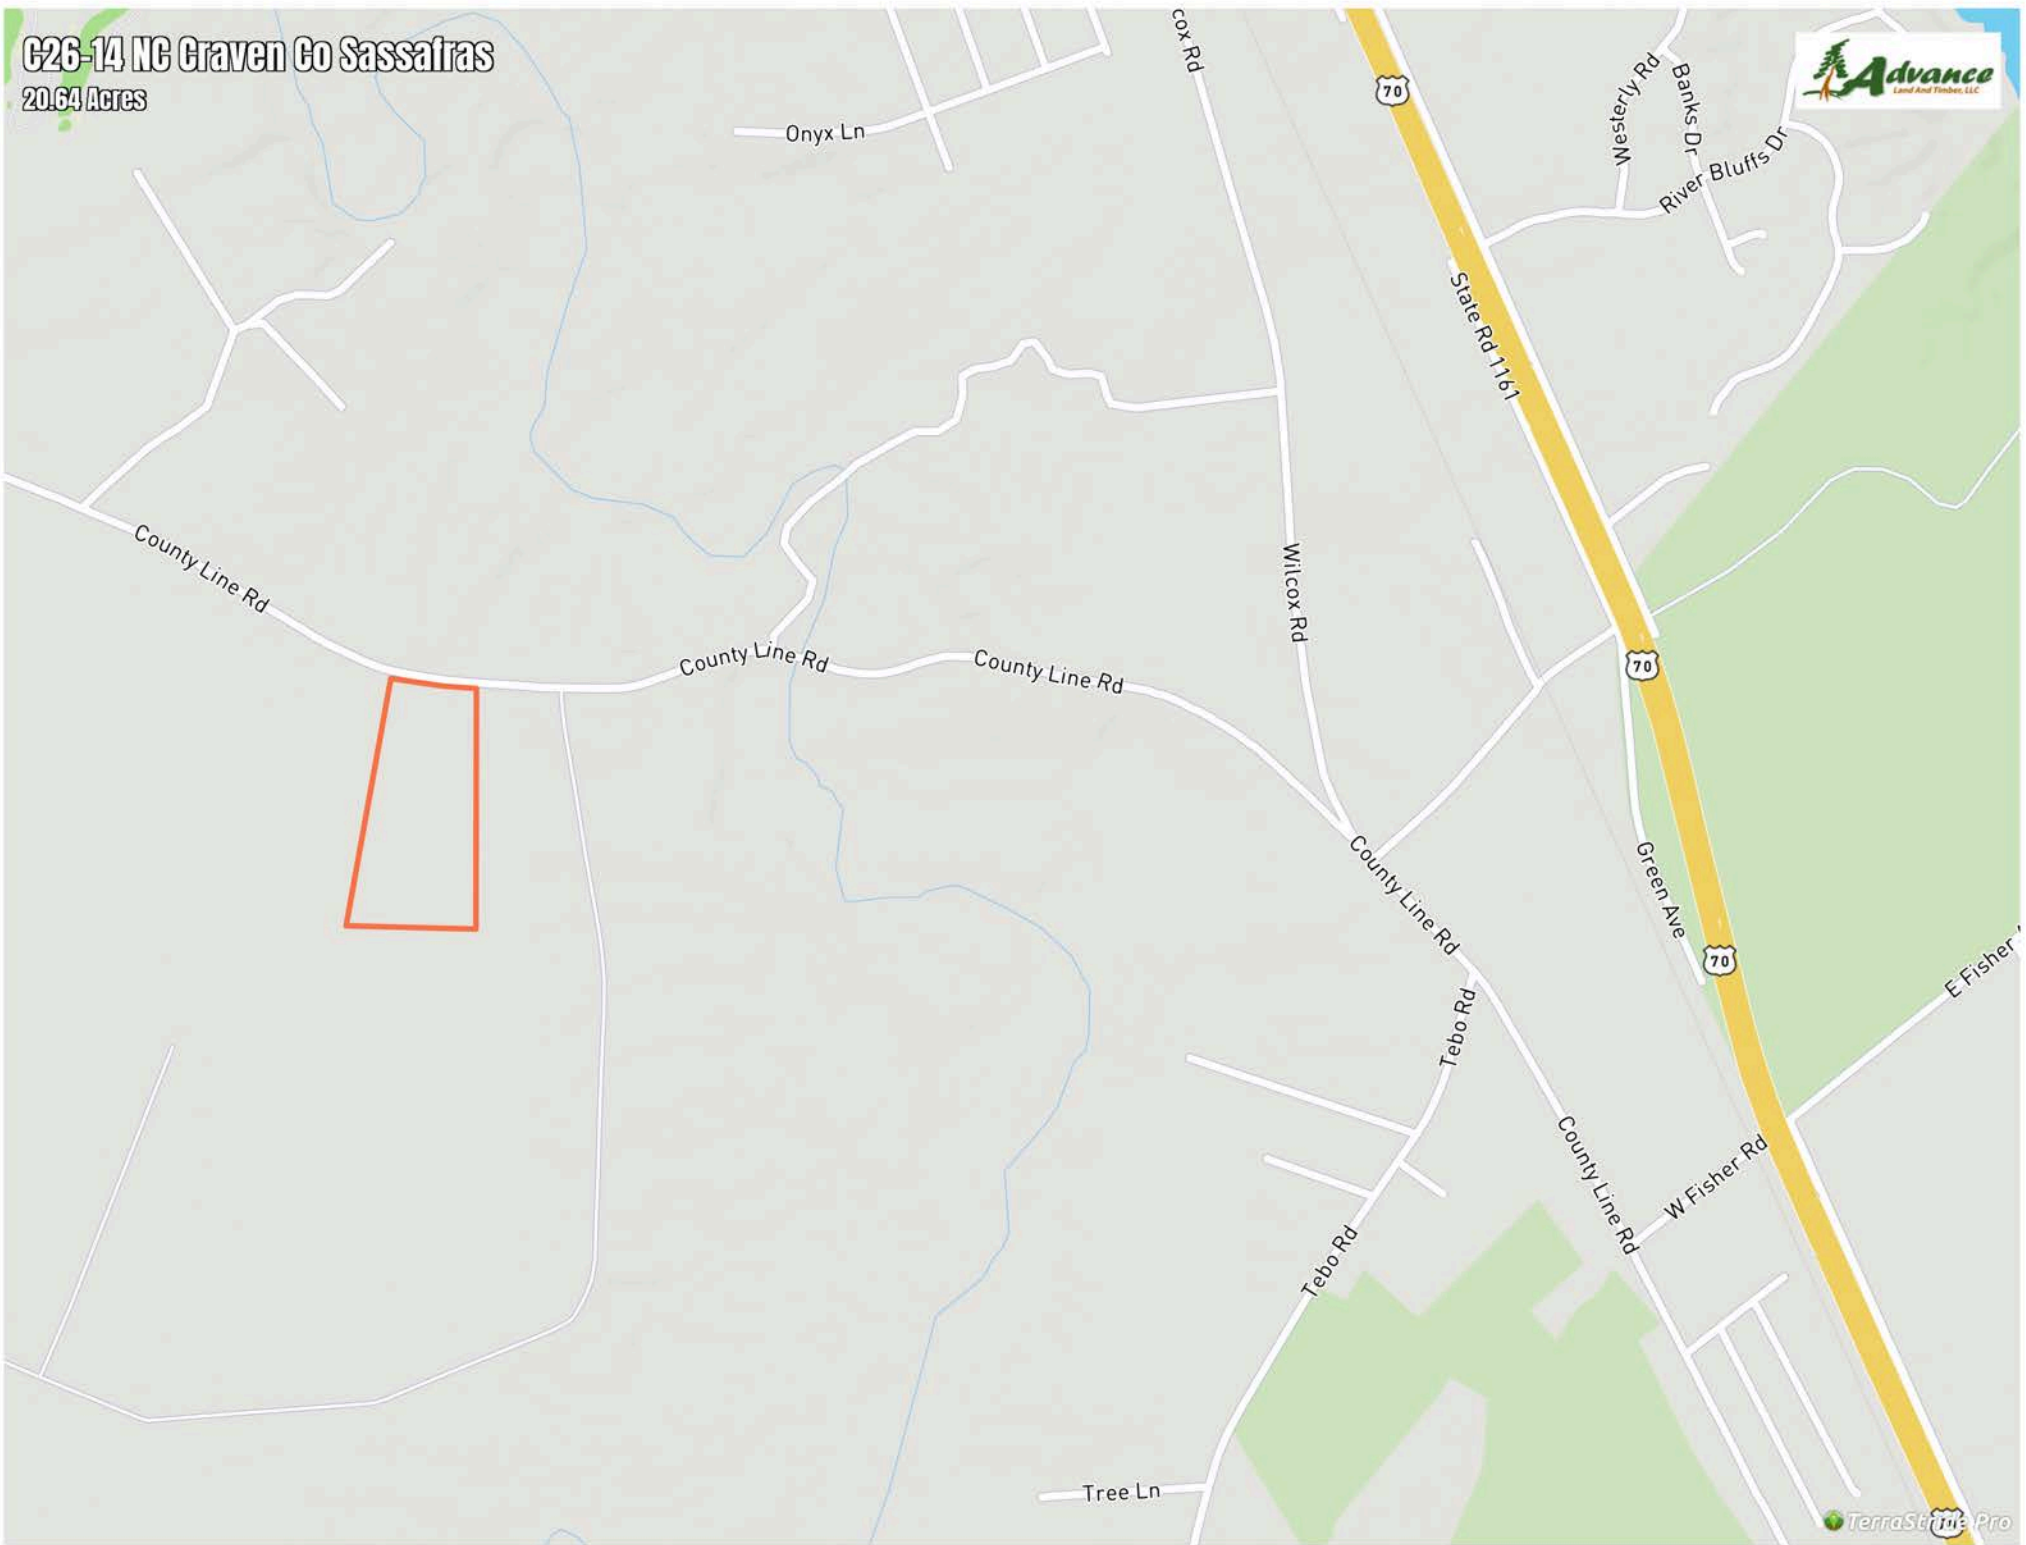 C26-14 NC Craven Co Sassafras
20.64 Acres
Advance
Land And Timber, LLC
cox Rd
70
Westerly Rd
Banks Dr
River Bluffs Dr
Onyx Ln
State Rd 1161
County Line Rd
Wilcox Rd
County Line Rd
County Line Rd
70
County Line Rd
Green Ave
70
E Fisher
Tebo Rd
County Line Rd
W Fisher Rd
Tebo Rd
Tree Ln
TerraStride Pro